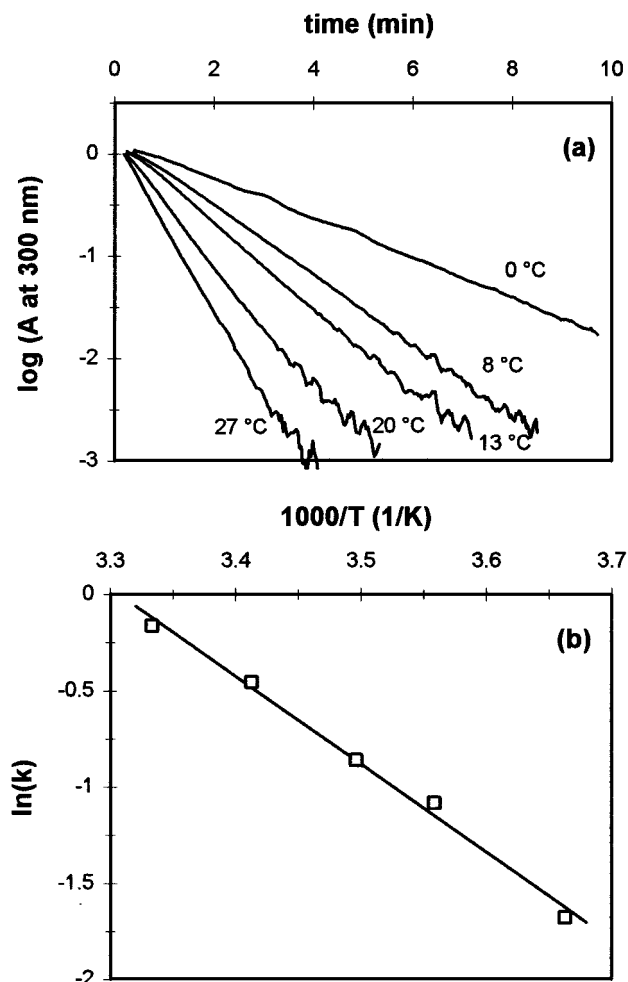 time (min)
0 2 4 6 8 10
(a)
0
-1
-2
-3
log (A at 300 nm)
0 °C
8 °C
13 °C
20 °C
27 °C
1000/T (1/K)
3.3 3.4 3.5 3.6 3.7
(b)
0
-0.5
-1
-1.5
-2
ln(k)